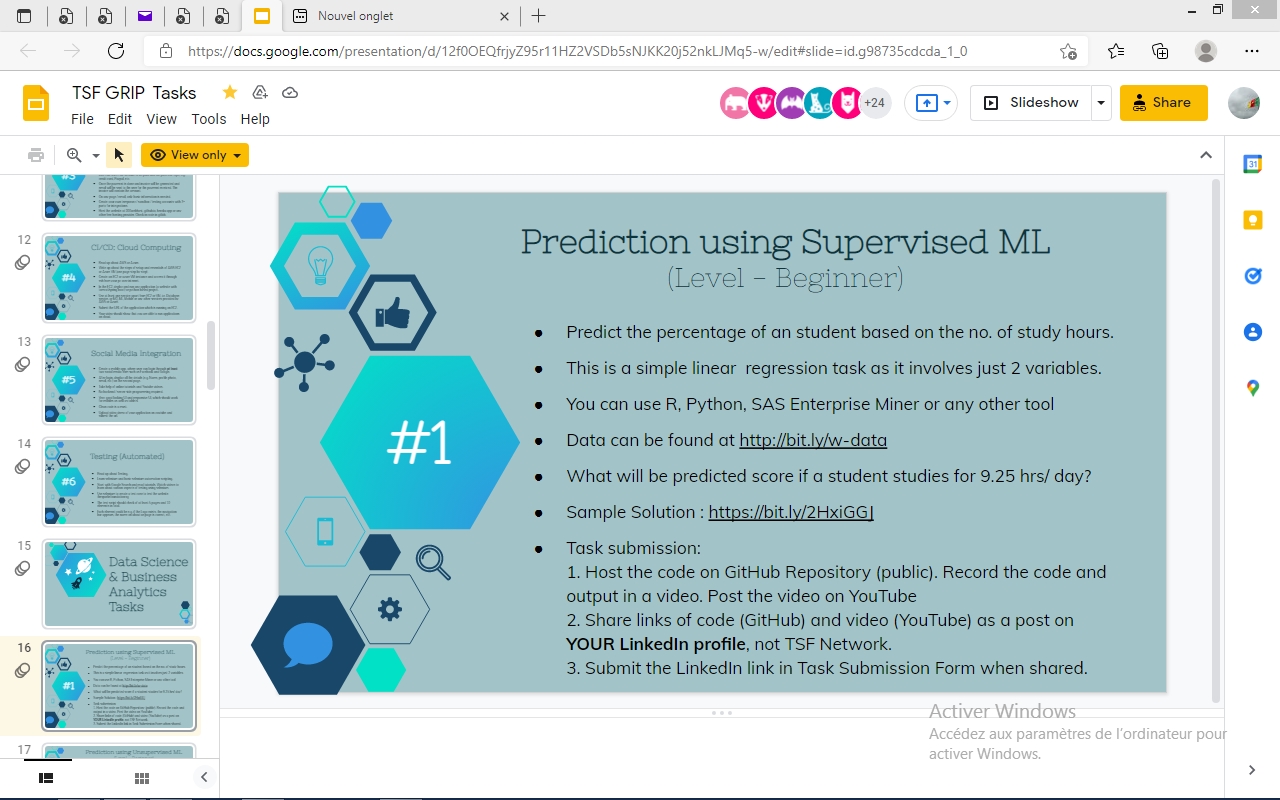 Nouvel onglet
https://docs.google.com/presentation/d/12f0OEQfrjyZ95r11HZ2VSDb5sNJKK20j52nkLJMq5-w/edit#slide=id.g98735cdcda_1_0
TSF GRIP Tasks
File Edit View Tools Help
+24
Slideshow
Share
View only
31
#3
12
CI/CD: Cloud Computing
#4
13
Social Media Integration
#5
14
Testing (Automated)
#6
15
Data Science
& Business
Analytics
Tasks
16
Prediction using Supervised ML
(Level - Beginner)
#1
17
Prediction using Unsupervised ML
Prediction using Supervised ML
(Level – Beginner)
#1
● Predict the percentage of an student based on the no. of study hours.
● This is a simple linear regression task as it involves just 2 variables.
● You can use R, Python, SAS Enterprise Miner or any other tool
● Data can be found at http://bit.ly/w-data
● What will be predicted score if a student studies for 9.25 hrs/ day?
● Sample Solution : https://bit.ly/2HxiGGJ
● Task submission:
1. Host the code on GitHub Repository (public). Record the code and
output in a video. Post the video on YouTube
2. Share links of code (GitHub) and video (YouTube) as a post on
YOUR LinkedIn profile, not TSF Network.
3. Submit the LinkedIn link in Task Submission Form when shared.
Activer Windows
Accédez aux paramètres de l'ordinateur pour
activer Windows.